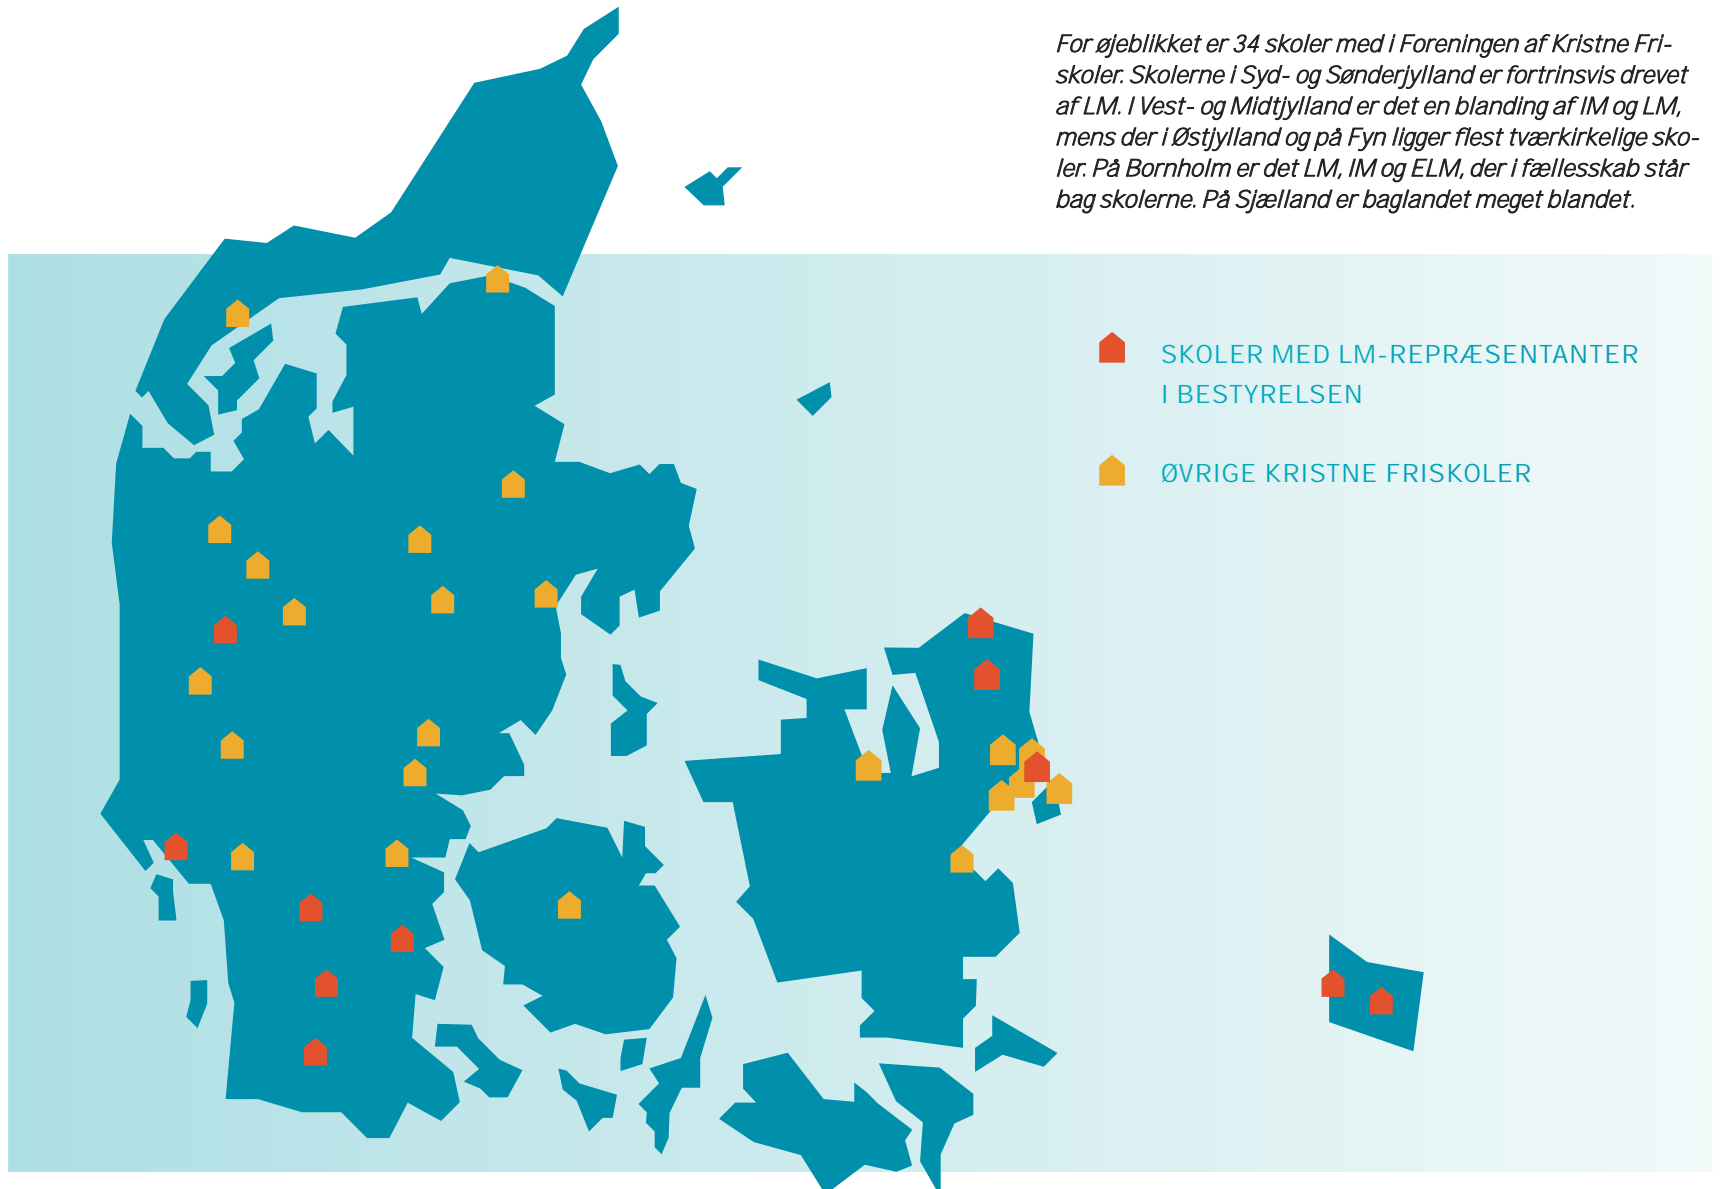 For øjeblikket er 34 skoler med i Foreningen af Kristne Fri-
skoler. Skolerne i Syd- og Sønderjylland er fortrinsvis drevet
af LM. I Vest- og Midtjylland er det en blanding af IM og LM,
mens der i Østjylland og på Fyn ligger flest tværkirkelige sko-
ler. På Bornholm er det LM, IM og ELM, der i fællesskab står
bag skolerne. På Sjælland er baglandet meget blandet.
SKOLER MED LM-REPRÆSENTANTER
I BESTYRELSEN
ØVRIGE KRISTNE FRISKOLER